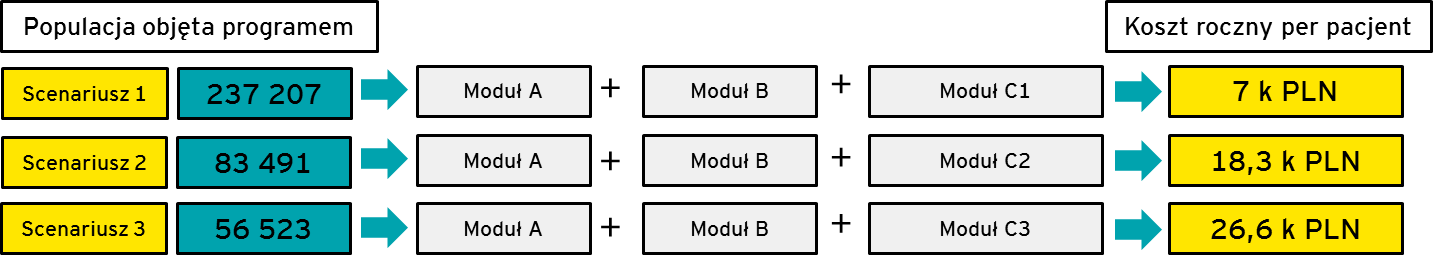 Populacja objęta programem
Koszt roczny per pacjent
Scenariusz 1
237 207
Moduł A
+
Moduł B
+
Moduł C1
7 k PLN
Scenariusz 2
83 491
Moduł A
+
Moduł B
+
Moduł C2
18,3 k PLN
Scenariusz 3
56 523
Moduł A
+
Moduł B
+
Moduł C3
26,6 k PLN